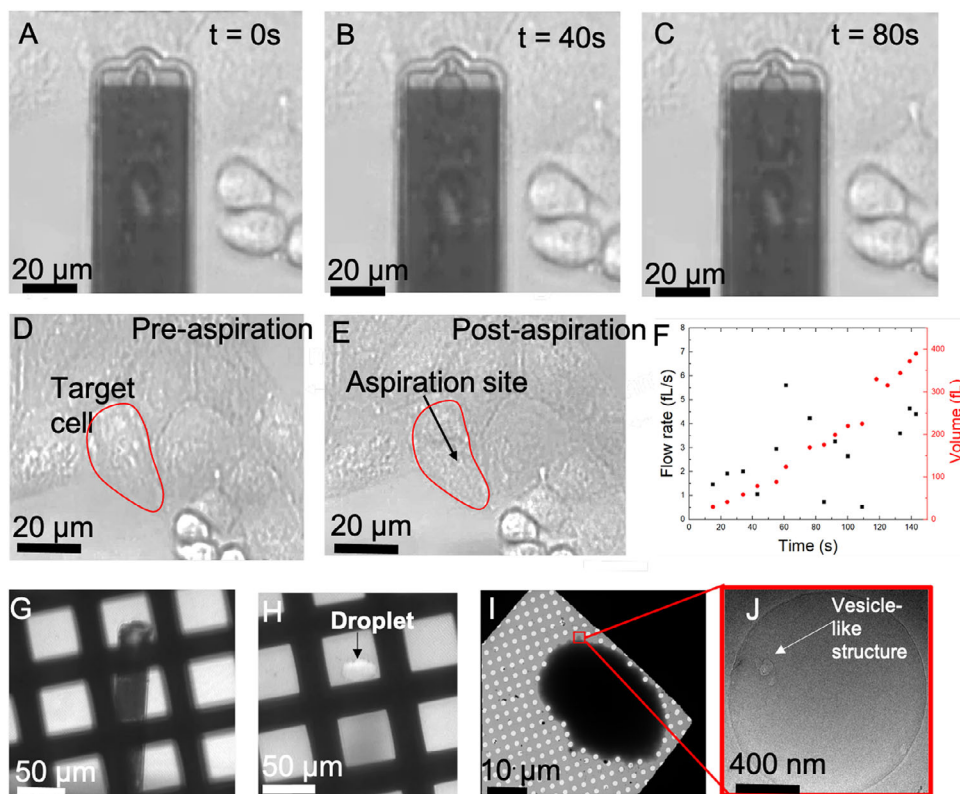 A
t = 0s
20 µm
B
t = 40s
20 µm
C
t = 80s
20 µm
D
Pre-aspiration
Target
cell
20 µm
E
Post-aspiration
Aspiration site
20 µm
F
8
7
6
5
4
3
2
1
0
Flow rate (fL/s)
0 20 40 60 80 100 120 140
Time (s)
400
300
200
100
0
Volume (fL)
G
50 µm
H
Droplet
50 µm
I
10 µm
J
Vesicle-
like
structure
400 nm